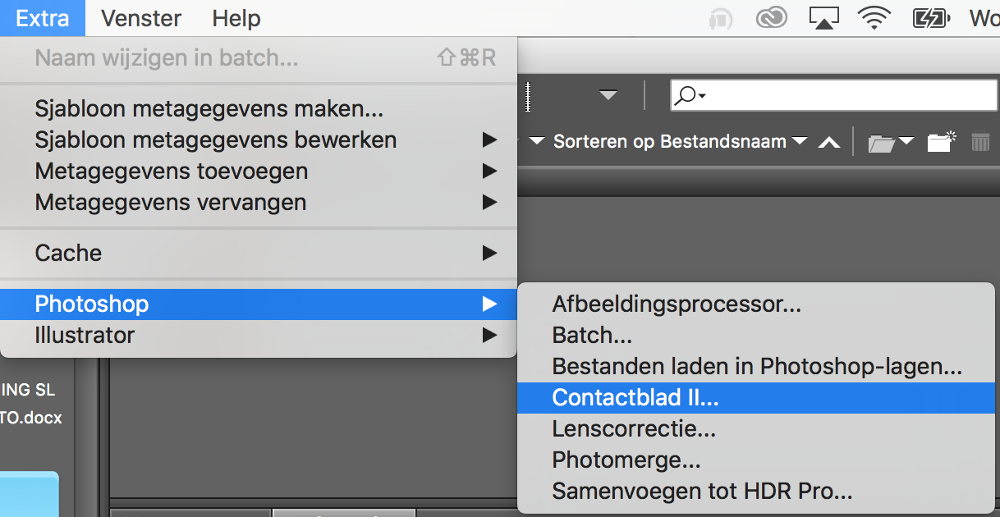 Extra Venster Help Wo
Naam wijzigen in batch... ⇧⌘R
Sjabloon metagegevens maken...
Sjabloon metagegevens bewerken
Metagegevens toevoegen
Metagegevens vervangen
Cache
Photoshop
Illustrator
Sorteren op Bestandsnaam
Afbeeldingsprocessor...
Batch...
Bestanden laden in Photoshop-lagen...
Contactblad II...
Lenscorrectie...
Photomerge...
Samenvoegen tot HDR Pro...
ING SL
TO.docx